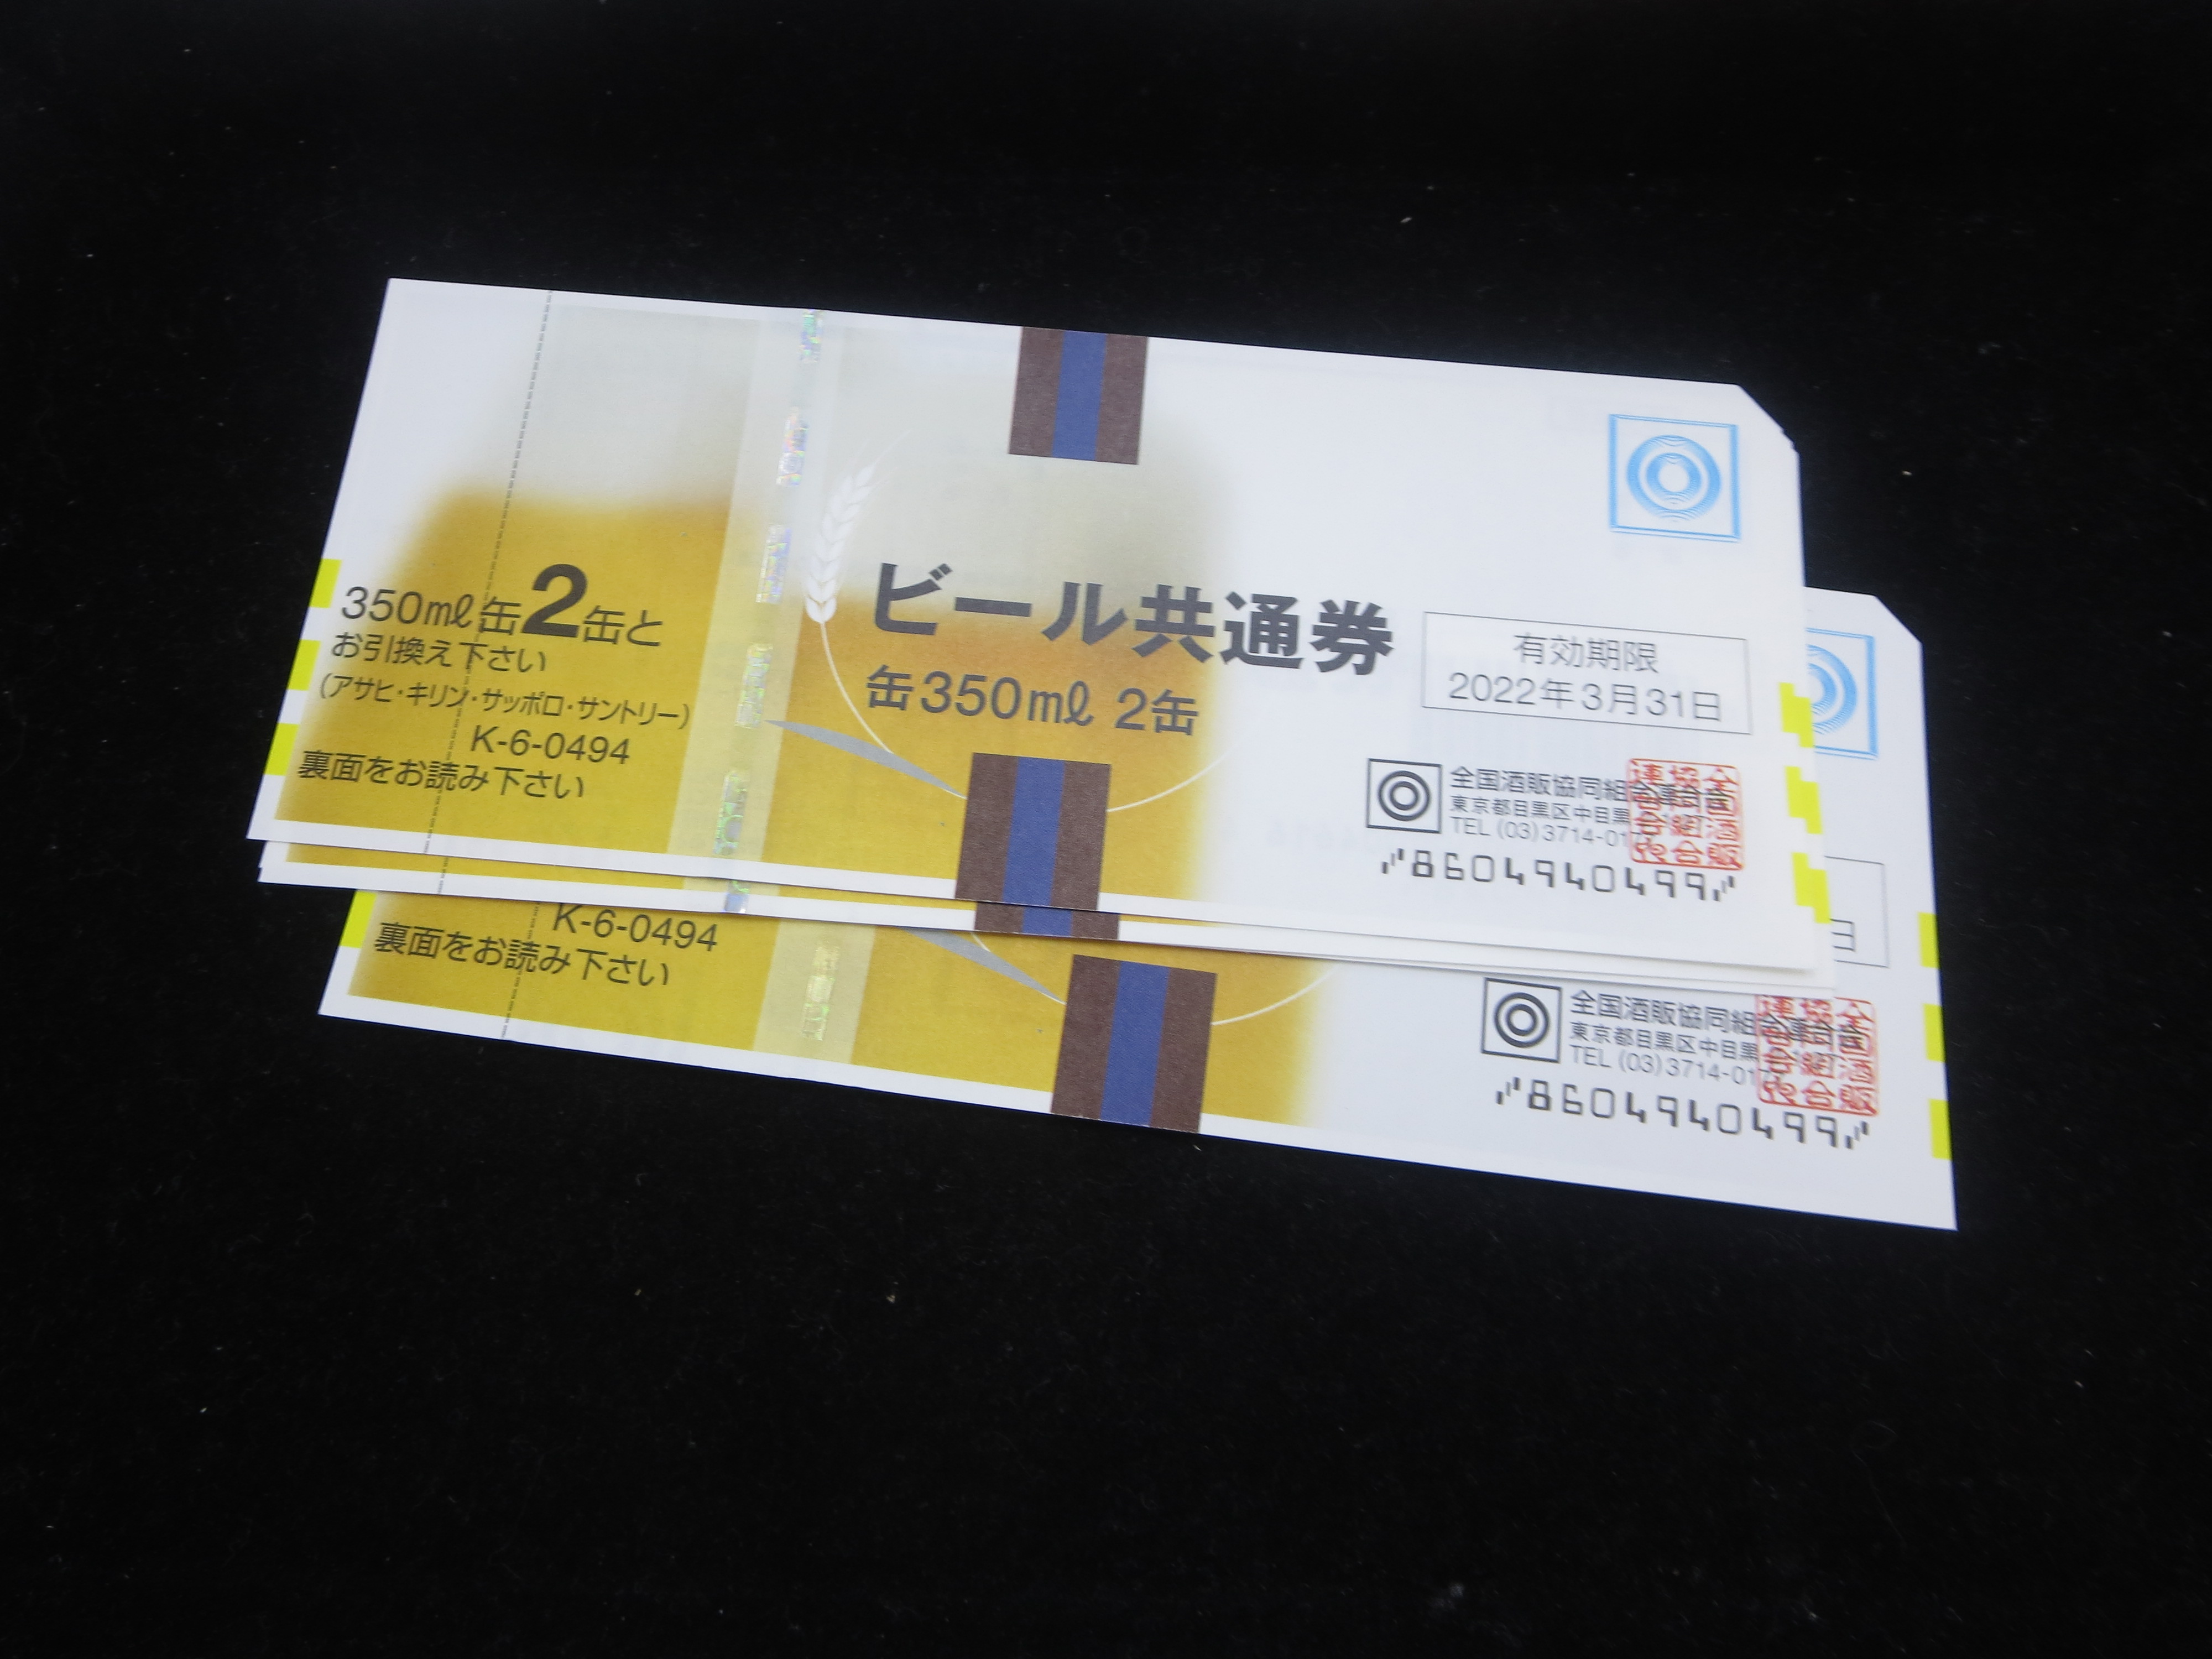 350mℓ缶2缶と
お引換え下さい
(アサヒ・キリン・サッポロ・サントリー)
K-6-0494
裏面をお読み下さい
ビール共通券
缶350mℓ 2缶
有効期限
2022年3月31日
全国酒販協同組合連合会
東京都目黒区中目黒
TEL (03)3714-01
8604940499
K-6-0494
裏面をお読み下さい
日
全国酒販協同組合連合会
東京都目黒区中目黒
TEL (03)3714-01
8604940499